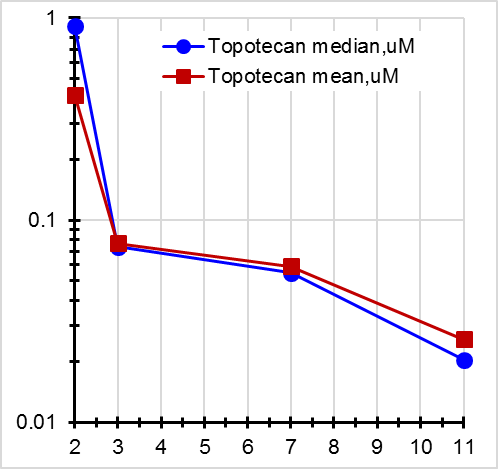 1
Topotecan median,uM
Topotecan mean,uM
0.1
0.01
2 3 4 5 6 7 8 9 10 11